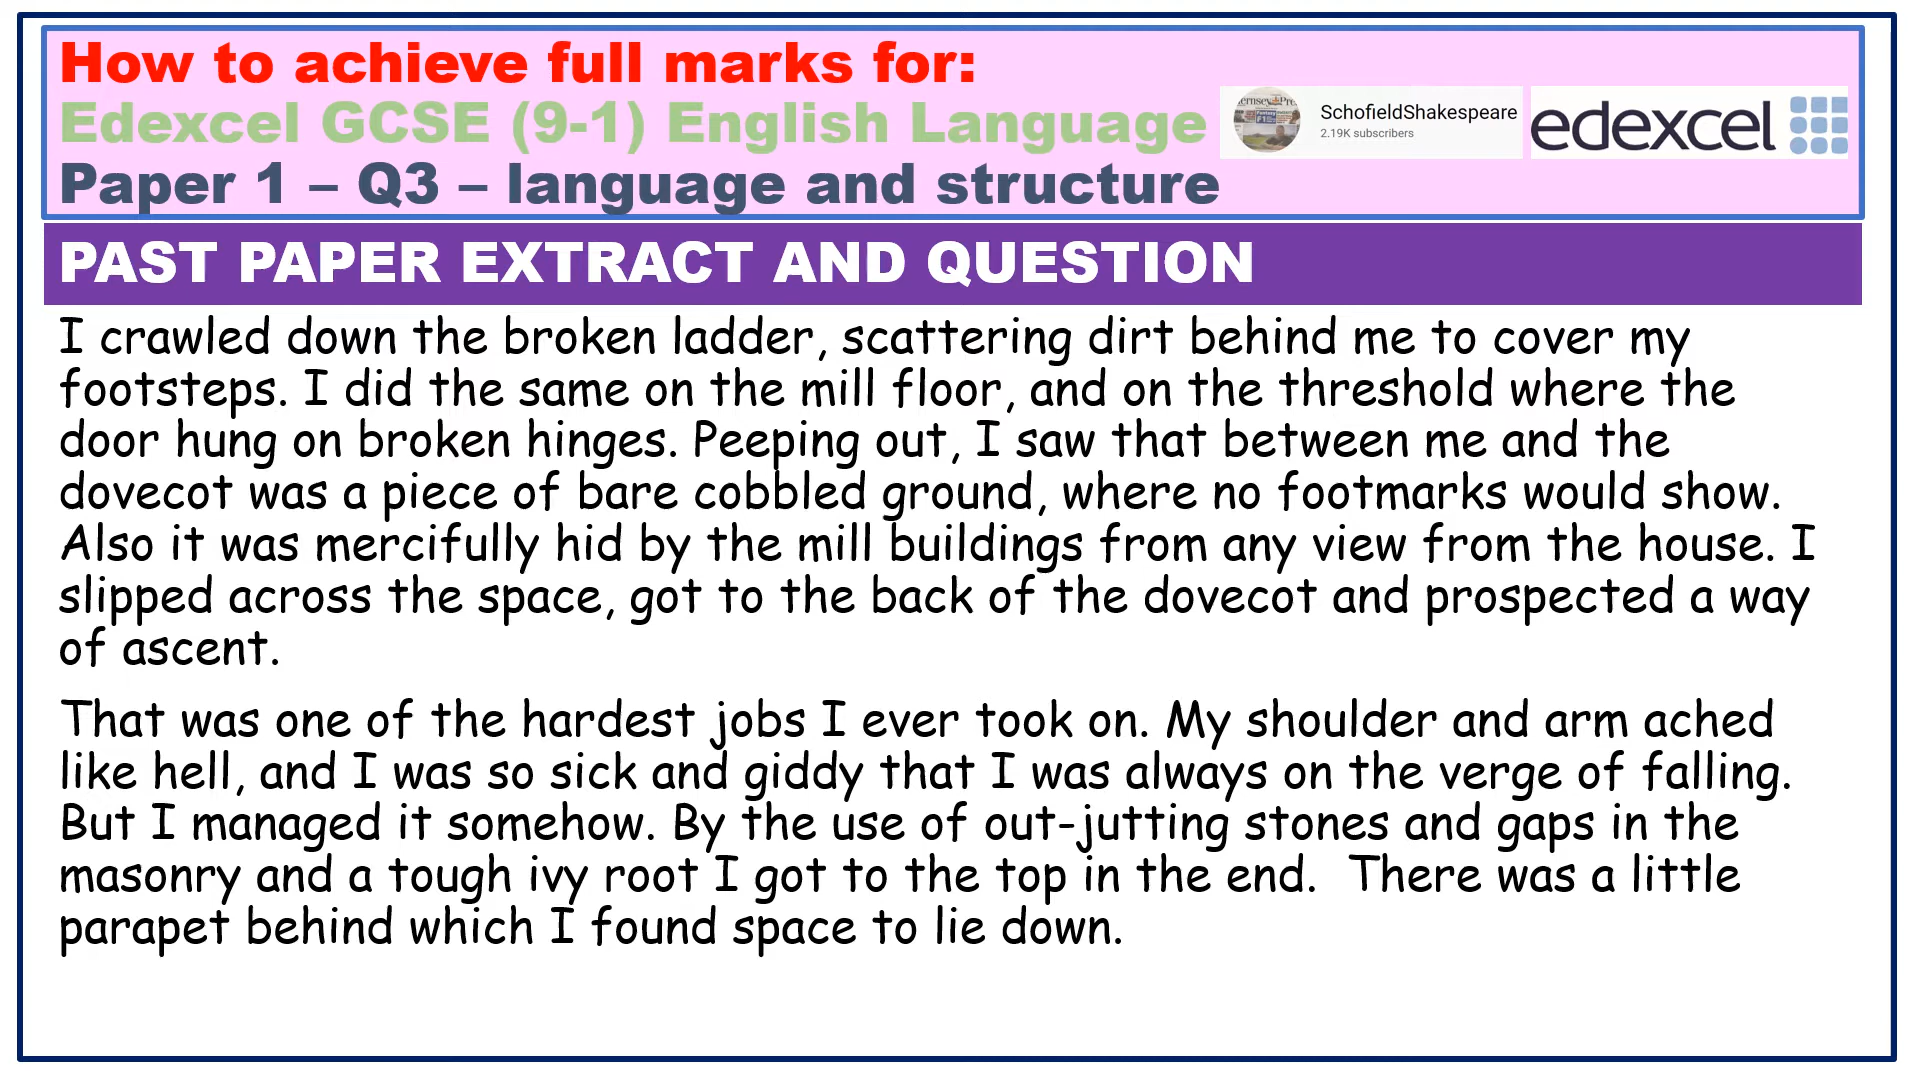 How to achieve full marks for:
Edexcel GCSE (9-1) English Language
Paper 1 – Q3 – language and structure
SchofieldShakespeare
2.19K subscribers
edexcel
PAST PAPER EXTRACT AND QUESTION
I crawled down the broken ladder, scattering dirt behind me to cover my
footsteps. I did the same on the mill floor, and on the threshold where the
door hung on broken hinges. Peeping out, I saw that between me and the
dovecot was a piece of bare cobbled ground, where no footmarks would show.
Also it was mercifully hid by the mill buildings from any view from the house. I
slipped across the space, got to the back of the dovecot and prospected a way
of ascent.
That was one of the hardest jobs I ever took on. My shoulder and arm ached
like hell, and I was so sick and giddy that I was always on the verge of falling.
But I managed it somehow. By the use of out-jutting stones and gaps in the
masonry and a tough ivy root I got to the top in the end.  There was a little
parapet behind which I found space to lie down.